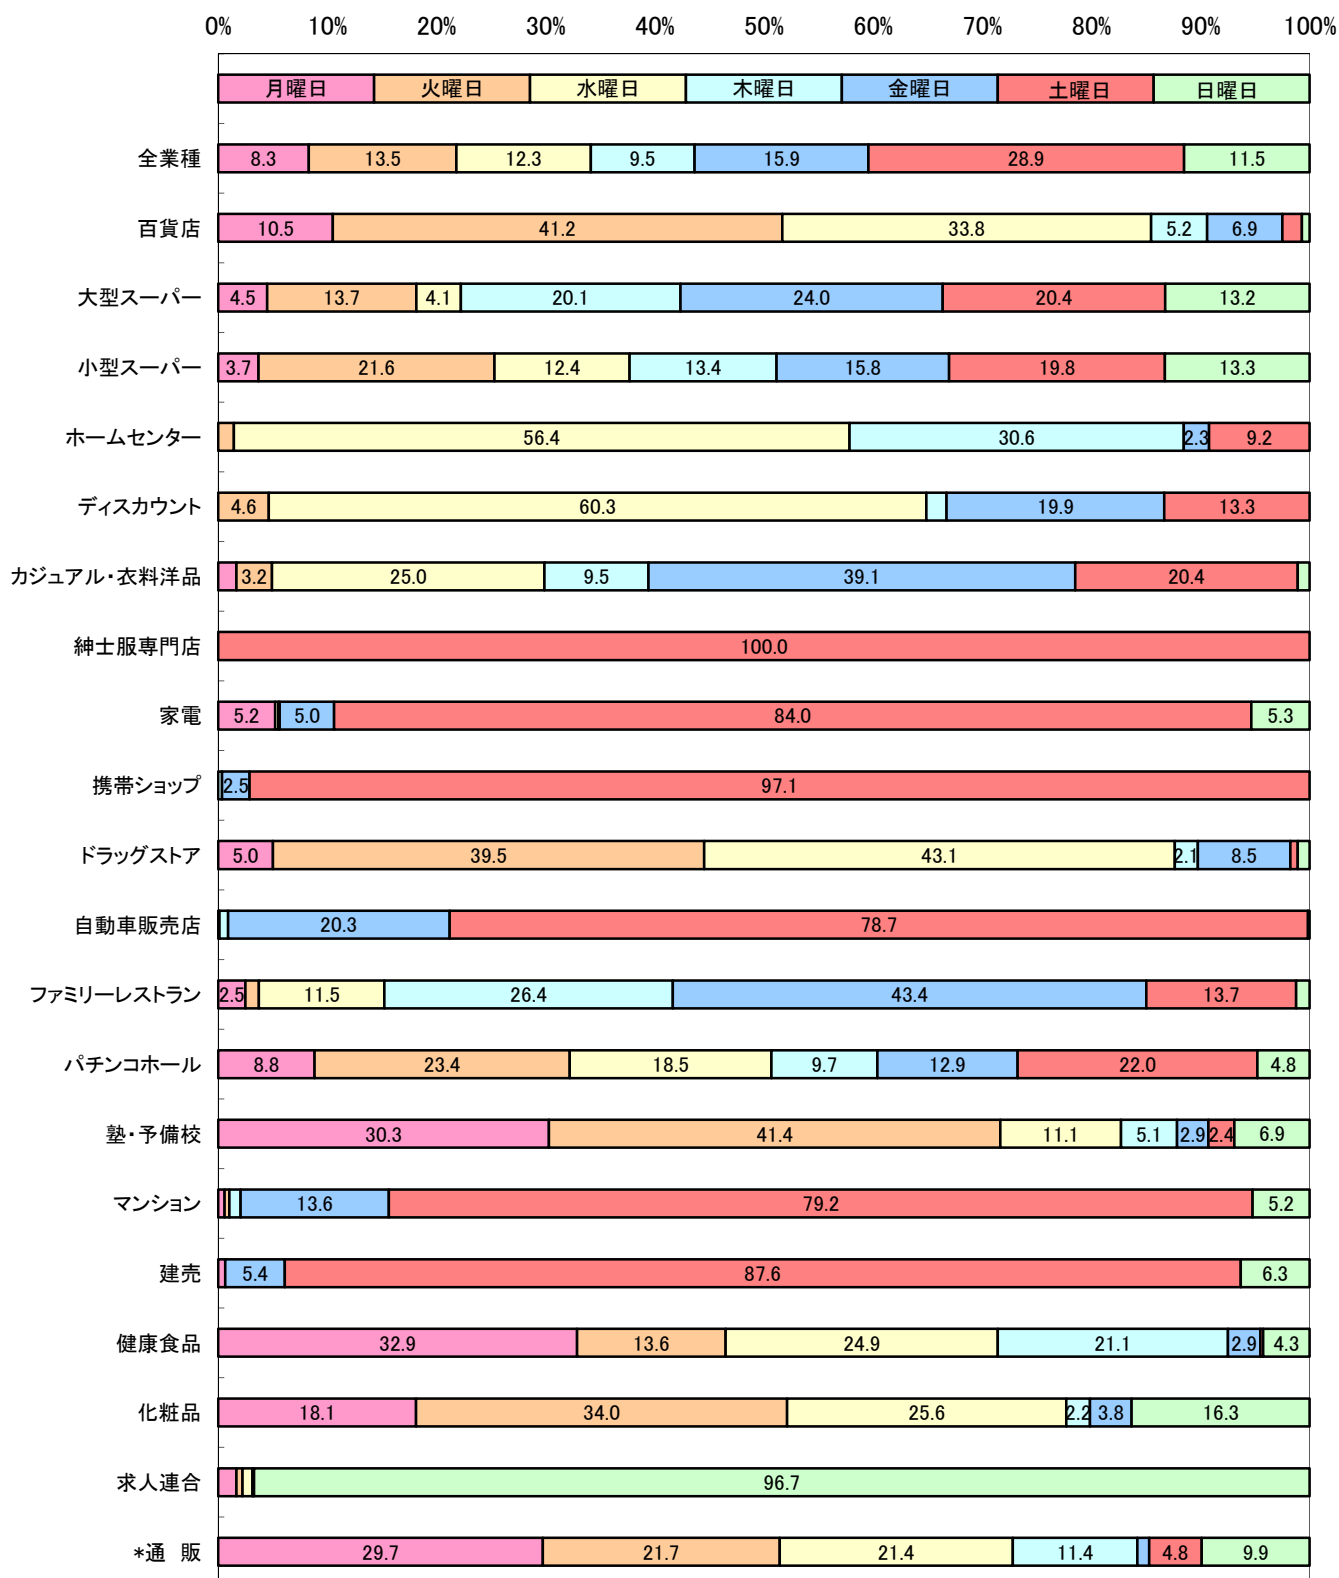 0% 10% 20% 30% 40% 50% 60% 70% 80% 90% 100%
月曜日 火曜日 水曜日 木曜日 金曜日 土曜日 日曜日
全業種 8.3 13.5 12.3 9.5 15.9 28.9 11.5
百貨店 10.5 41.2 33.8 5.2 6.9
大型スーパー 4.5 13.7 4.1 20.1 24.0 20.4 13.2
小型スーパー 3.7 21.6 12.4 13.4 15.8 19.8 13.3
ホームセンター 56.4 30.6 2.3 9.2
ディスカウント 4.6 60.3 19.9 13.3
カジュアル・衣料洋品 3.2 25.0 9.5 39.1 20.4
紳士服専門店 100.0
家電 5.2 5.0 84.0 5.3
携帯ショップ 2.5 97.1
ドラッグストア 5.0 39.5 43.1 2.1 8.5
自動車販売店 20.3 78.7
ファミリーレストラン 2.5 11.5 26.4 43.4 13.7
パチンコホール 8.8 23.4 18.5 9.7 12.9 22.0 4.8
塾・予備校 30.3 41.4 11.1 5.1 2.9 2.4 6.9
マンション 13.6 79.2 5.2
建売 5.4 87.6 6.3
健康食品 32.9 13.6 24.9 21.1 2.9 4.3
化粧品 18.1 34.0 25.6 2.2 3.8 16.3
求人連合 96.7
*通　販 29.7 21.7 21.4 11.4 4.8 9.9